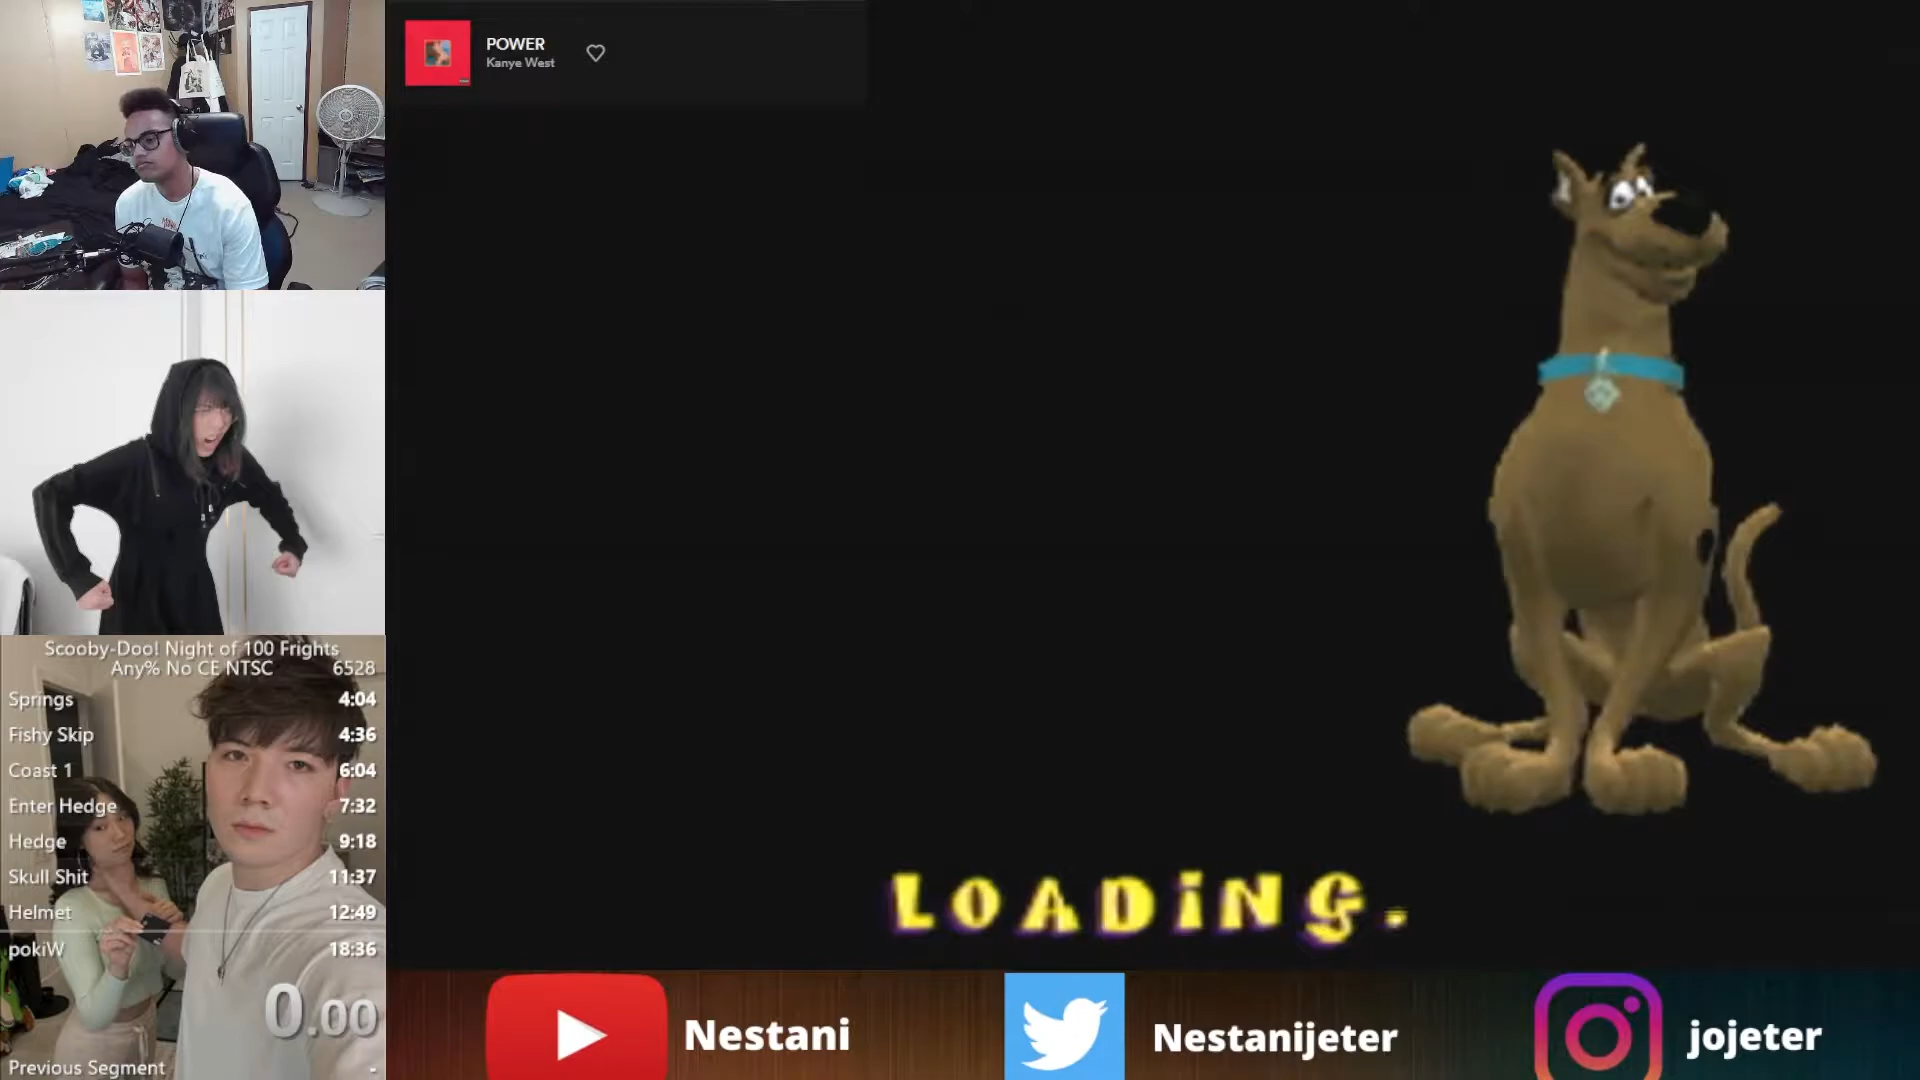 POWER
Kanye West
Scooby-Doo! Night of 100 Frights
Any% No CE NTSC 6528
Springs 4:04
Fishy Skip 4:36
Coast 1 6:04
Enter Hedge 7:32
Hedge 9:18
Skull Shit 11:37
Helmet 12:49
pokiW 18:36
0.00
Previous Segment -
LOADiNG.
Nestani
Nestanijeter
jojeter